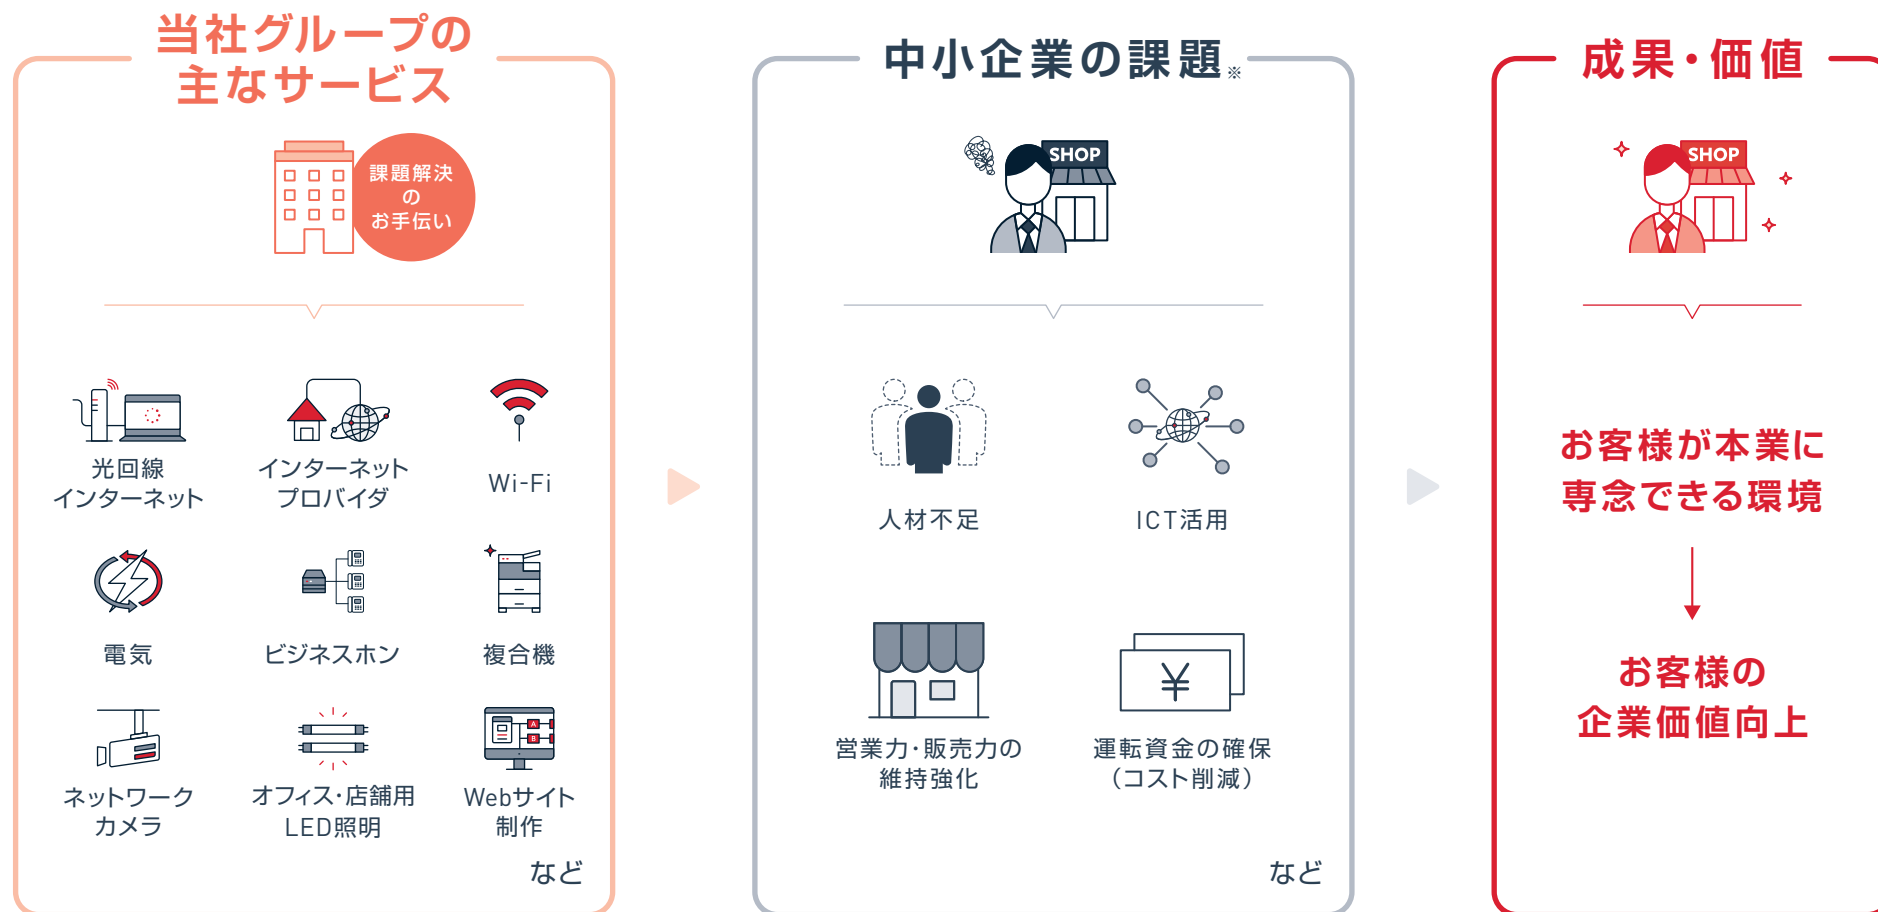 当社グループの
主なサービス
課題解決
の
お手伝い
光回線
インターネット
インターネット
プロバイダ
Wi-Fi
電気
ビジネスホン
複合機
ネットワーク
カメラ
オフィス・店舗用
LED照明
A
B
Webサイト
制作
など
中小企業の課題※
SHOP
人材不足
ICT活用
営業力・販売力の
維持強化
¥
運転資金の確保
（コスト削減）
など
成果・価値
SHOP
お客様が本業に
専念できる環境
お客様の
企業価値向上